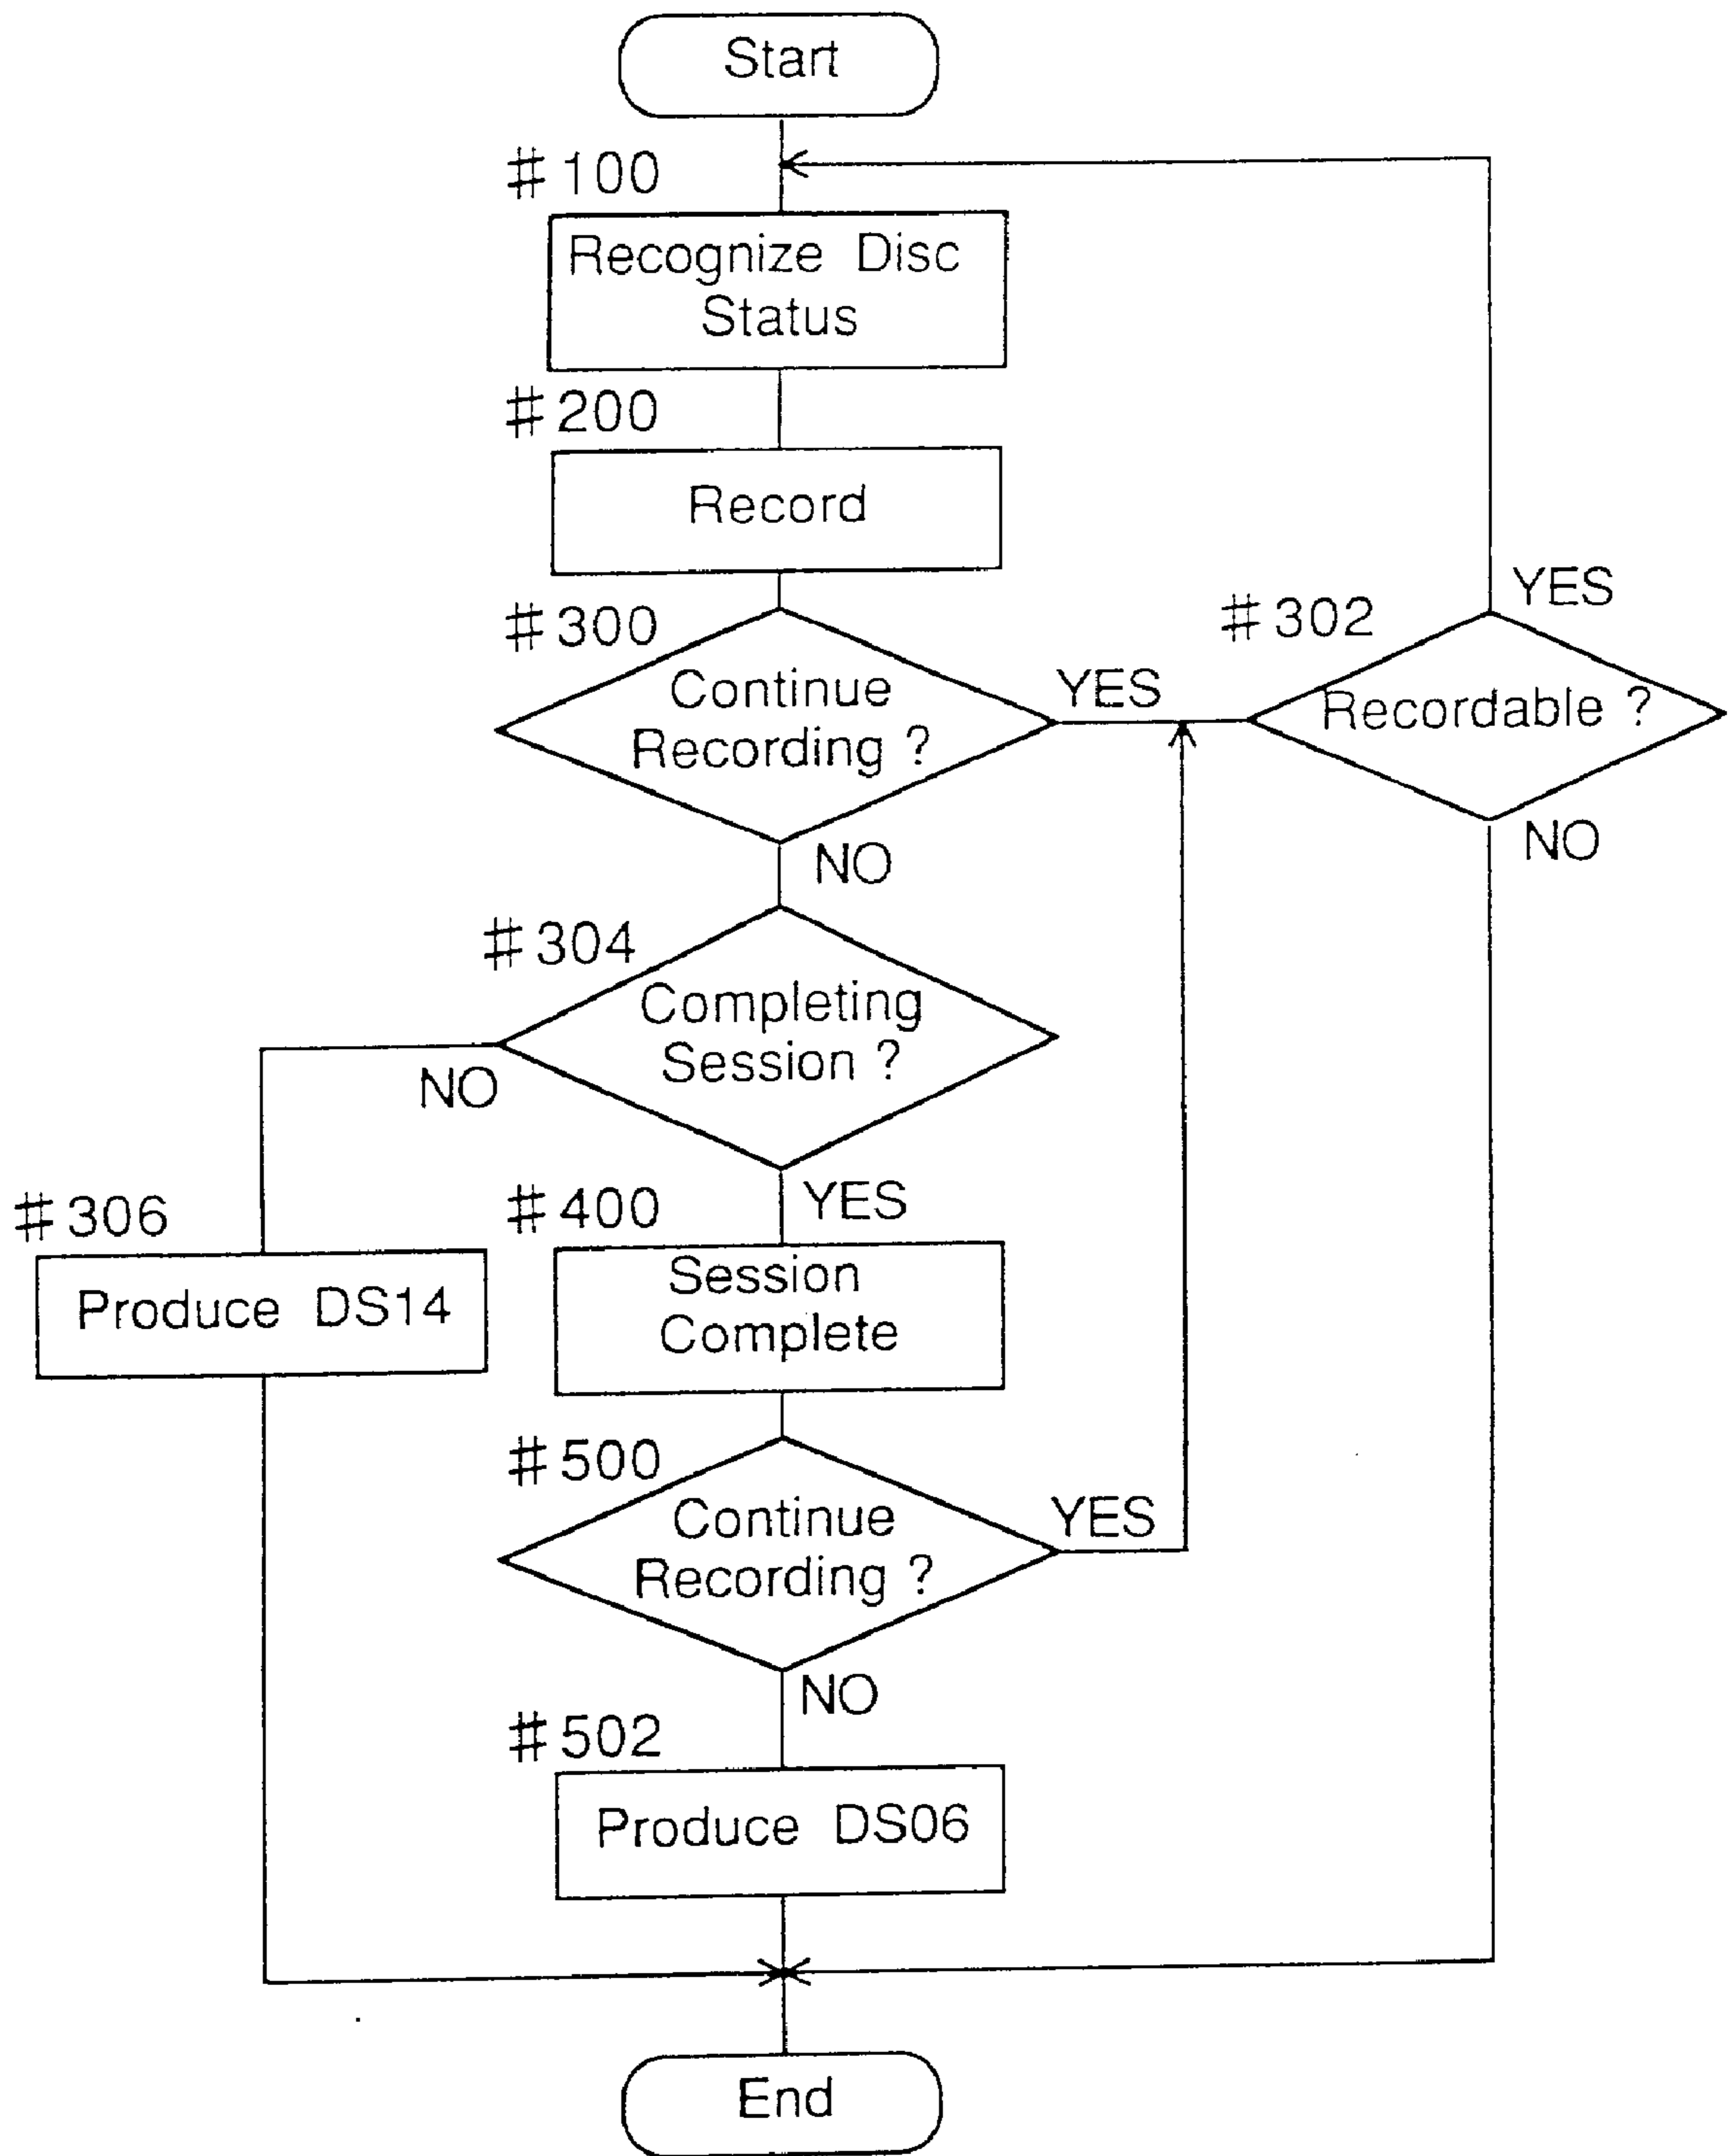 Start
#100
Recognize Disc
Status
#200
Record
#300
Continue
Recording ?
YES
NO
#302
Recordable ?
YES
NO
#304
Completing
Session ?
NO
YES
#306
Produce DS14
#400
Session
Complete
#500
Continue
Recording ?
YES
NO
#502
Produce DS06
End